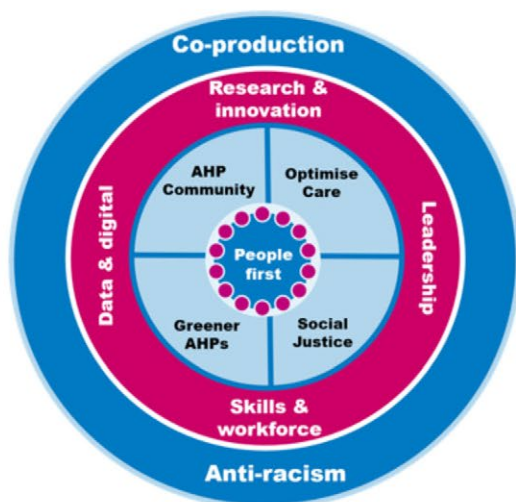 Co-production
Research &
innovation
AHP
Community
Optimise
Care
Data & digital
People
first
Leadership
Greener
AHPs
Social
Justice
Skills &
workforce
Anti-racism